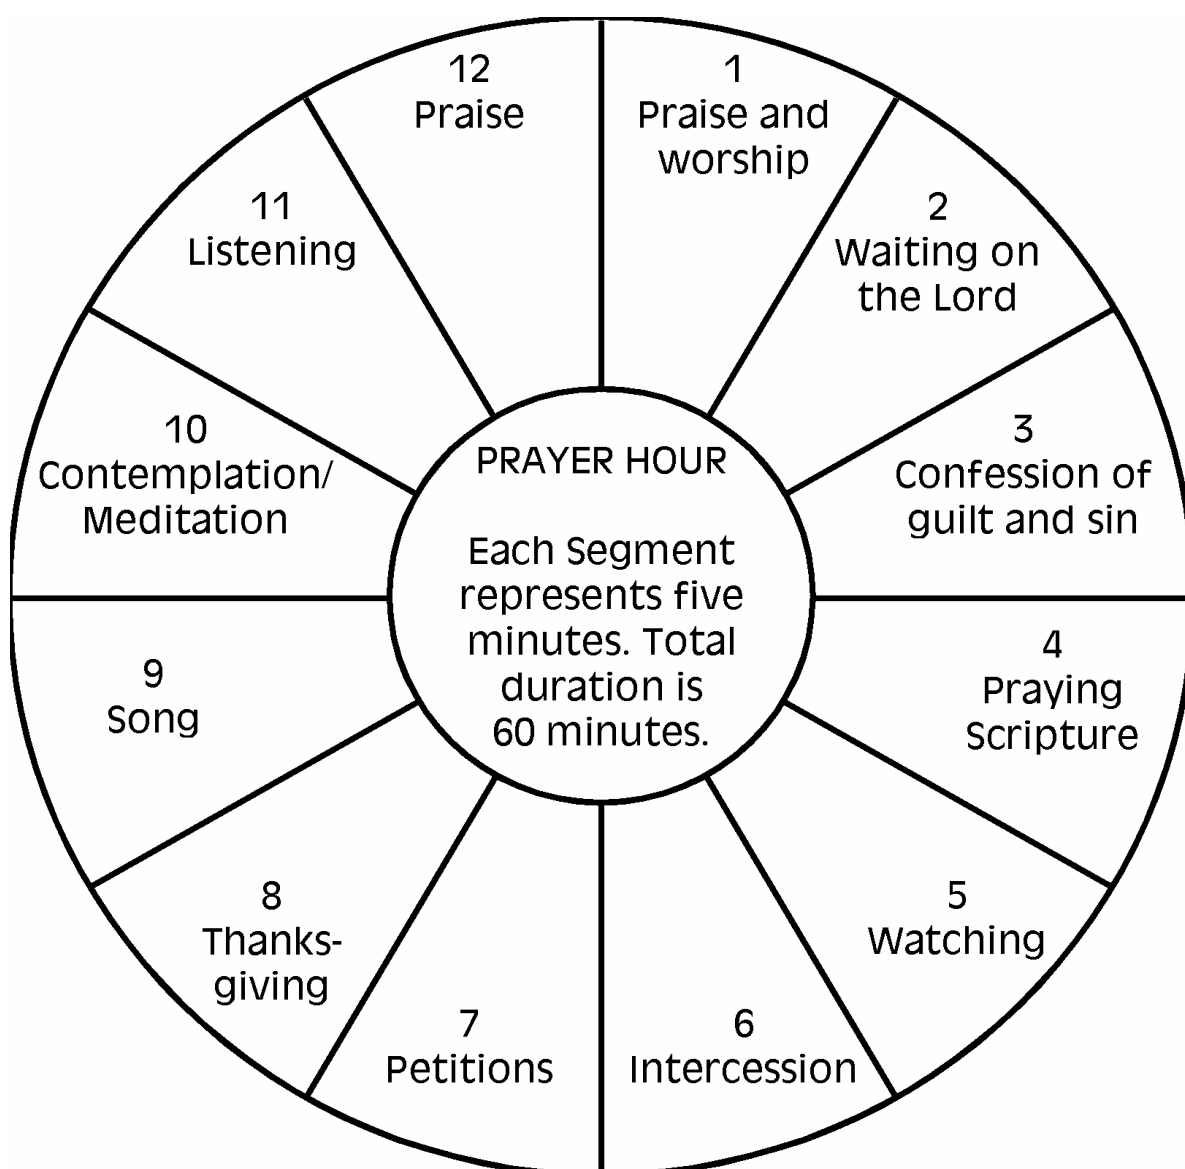 PRAYER HOUR
Each Segment
represents five
minutes. Total
duration is
60 minutes.
1
Praise and
worship
2
Waiting on
the Lord
3
Confession of
guilt and sin
4
Praying
Scripture
5
Watching
6
Intercession
7
Petitions
8
Thanks-
giving
9
Song
10
Contemplation/
Meditation
11
Listening
12
Praise